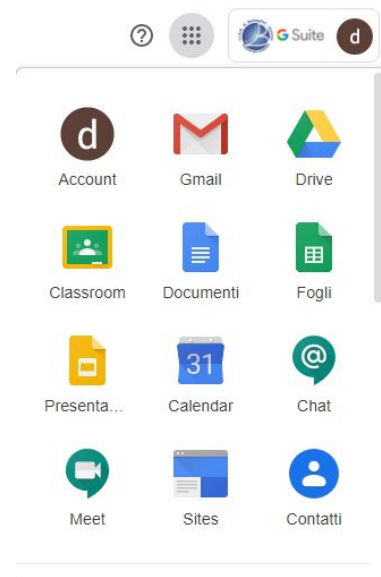 G Suite d
d
Account Gmail Drive
Classroom Documenti Fogli
31 @
Presenta... Calendar Chat
Meet Sites Contatti